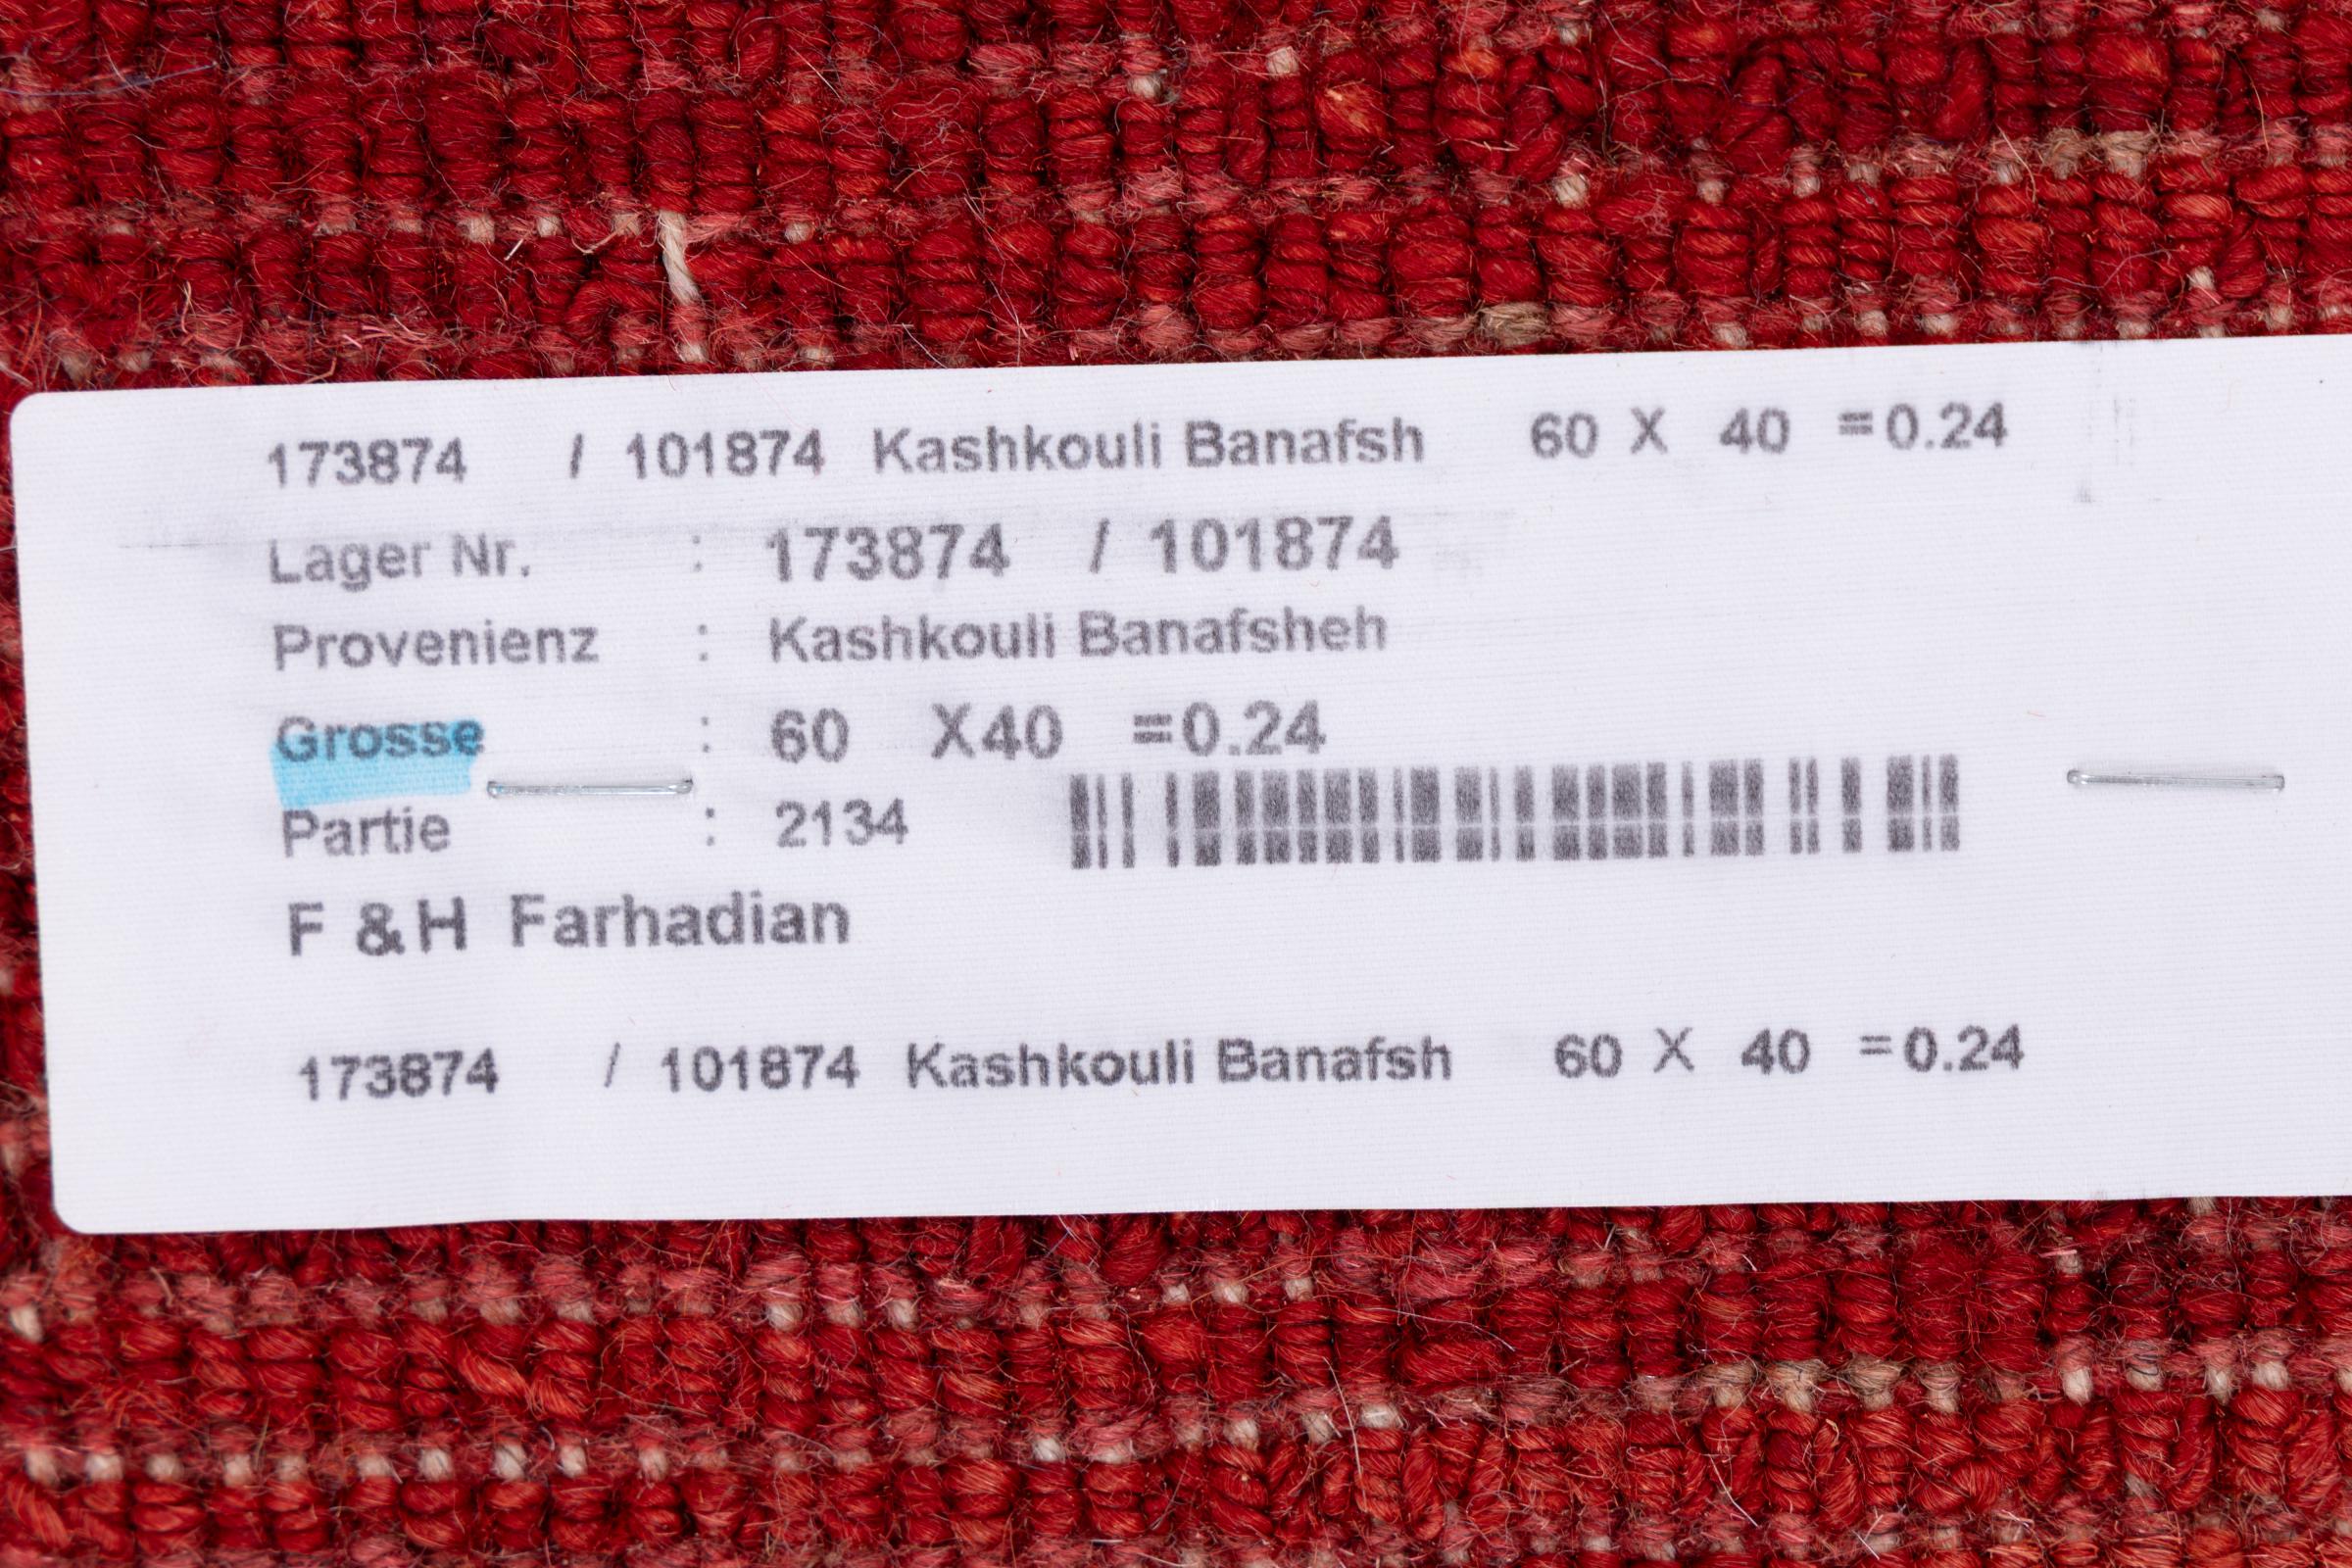 173874 / 101874 Kashkouli Banafsh 60 X 40 =0.24
Lager Nr. : 173874 / 101874
Provenienz : Kashkouli Banafsheh
Grosse : 60 X40 =0.24
Partie : 2134
F &H Farhadian
173874 / 101874 Kashkouli Banafsh 60 X 40 =0.24